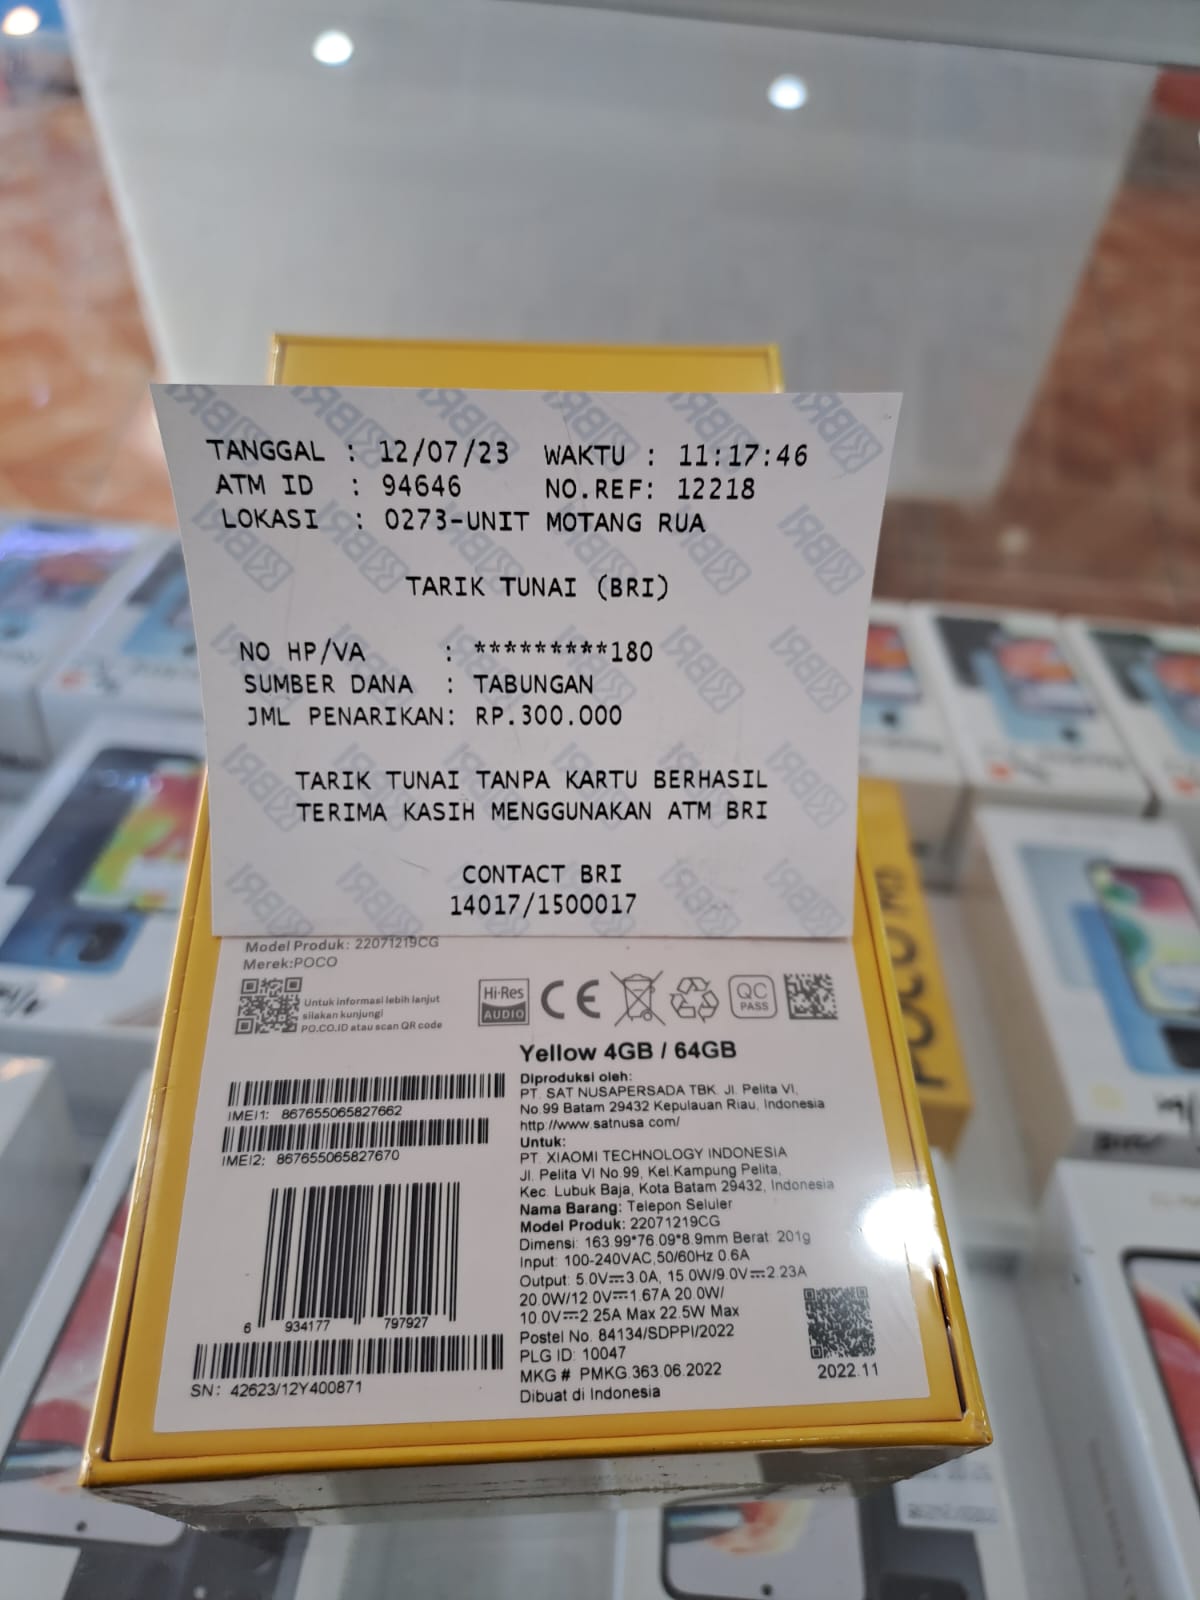 TANGGAL : 12/07/23 WAKTU : 11:17:46
ATM ID : 94646 NO.REF: 12218
LOKASI : 0273-UNIT MOTANG RUA
TARIK TUNAI (BRI)
NO HP/VA : *********180
SUMBER DANA : TABUNGAN
JML PENARIKAN: RP.300.000
TARIK TUNAI TANPA KARTU BERHASIL
TERIMA KASIH MENGGUNAKAN ATM BRI
CONTACT BRI
14017/1500017
Model Produk: 22071219CG
Merek:POCO
Untuk informasi lebih lanjut
silakan kunjungi
PO.CO.ID atau scan QR code
Hi-Res
AUDIO
CE
QC
PASS
Yellow 4GB / 64GB
IMEI1: 867655065827662
IMEI2: 867655065827670
6 934177 797927
SN: 42623/12Y400871
Diproduksi oleh:
PT. SAT NUSAPERSADA TBK. Jl. Pelita VI,
No 99 Batam 29432 Kepulauan Riau, Indonesia
http://www.satnusa.com/
Untuk:
PT. XIAOMI TECHNOLOGY INDONESIA
Jl. Pelita VI No.99, Kel.Kampung Pelita,
Kec. Lubuk Baja, Kota Batam 29432, Indonesia
Nama Barang: Telepon Seluler
Model Produk: 22071219CG
Dimensi: 163.99*76.09*8.9mm Berat: 201g
Input: 100-240VAC,50/60Hz 0.6A
Output: 5.0V⎓3.0A, 15.0W/9.0V⎓2.23A
20.0W/12.0V⎓1.67A 20.0W/
10.0V⎓2.25A Max 22.5W Max
Postel No. 84134/SDPPI/2022
PLG ID: 10047
MKG # PMKG.363.06.2022
Dibuat di Indonesia
2022.11
POCO